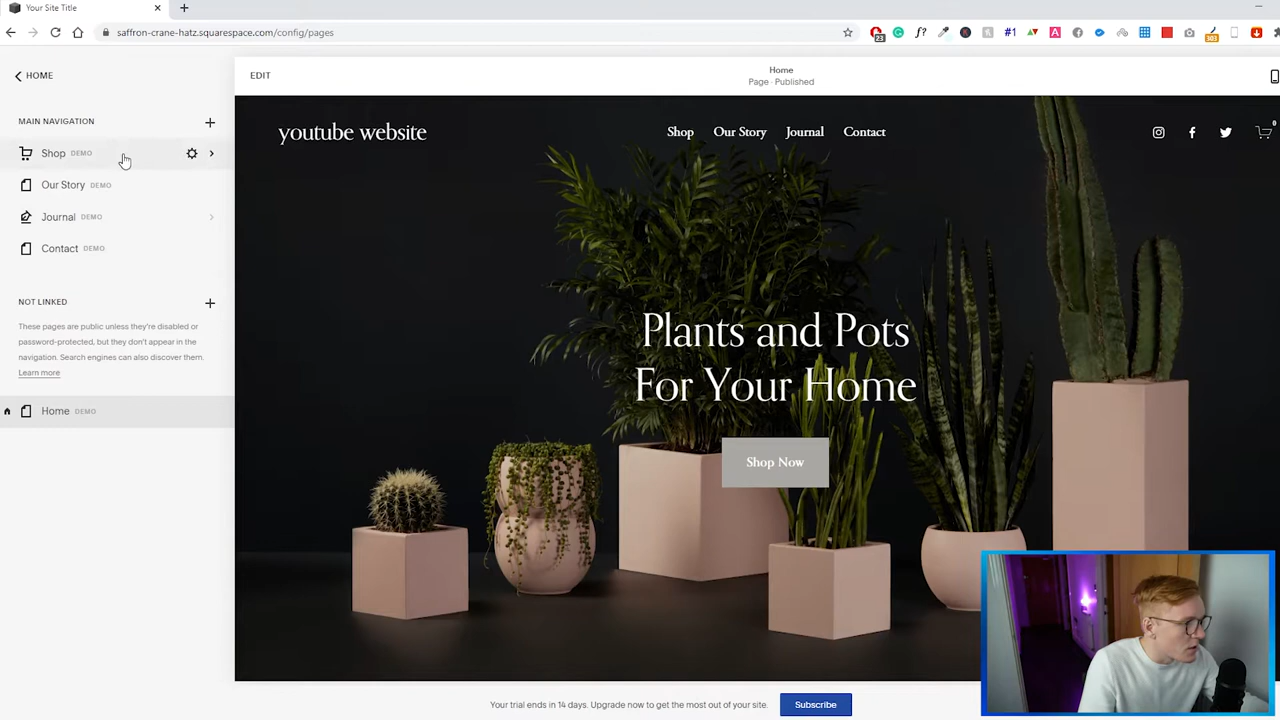 Your Site Title
saffron-crane-hatz.squarespace.com/config/pages
23
f?
#1
A
303
HOME
EDIT
Home
Page · Published
MAIN NAVIGATION
Shop DEMO
Our Story DEMO
Journal DEMO
Contact DEMO
NOT LINKED
These pages are public unless they're disabled or
password-protected, but they don't appear in the
navigation. Search engines can also discover them.
Learn more
Home DEMO
youtube website
Shop
Our Story
Journal
Contact
0
Plants and Pots
For Your Home
Shop Now
Your trial ends in 14 days. Upgrade now to get the most out of your site.
Subscribe